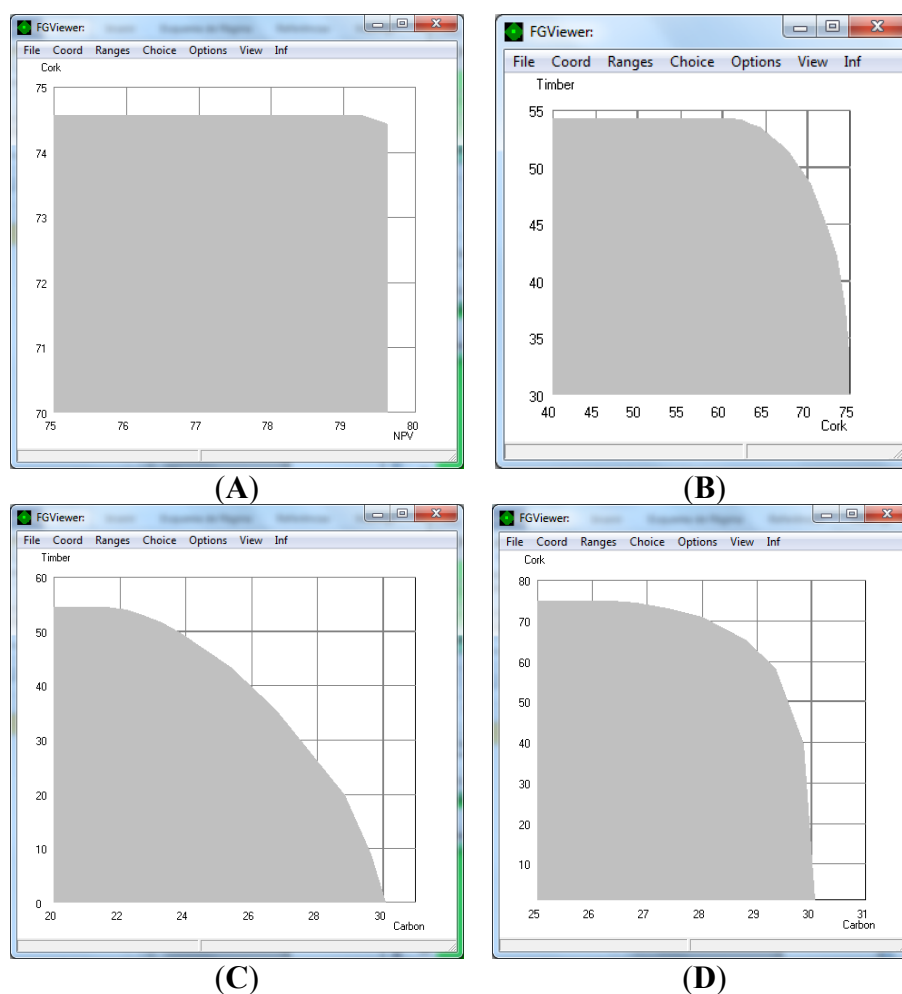 FGViewer:
File Coord Ranges Choice Options View Inf
Cork
75
74
73
72
71
70
75 76 77 78 79 80
NPV
(A)
FGViewer:
File Coord Ranges Choice Options View Inf
Timber
55
50
45
40
35
30
40 45 50 55 60 65 70 75
Cork
(B)
FGViewer:
File Coord Ranges Choice Options View Inf
Timber
60
50
40
30
20
10
0
20 22 24 26 28 30
Carbon
(C)
FGViewer:
File Coord Ranges Choice Options View Inf
Cork
80
70
60
50
40
30
20
10
25 26 27 28 29 30 31
Carbon
(D)